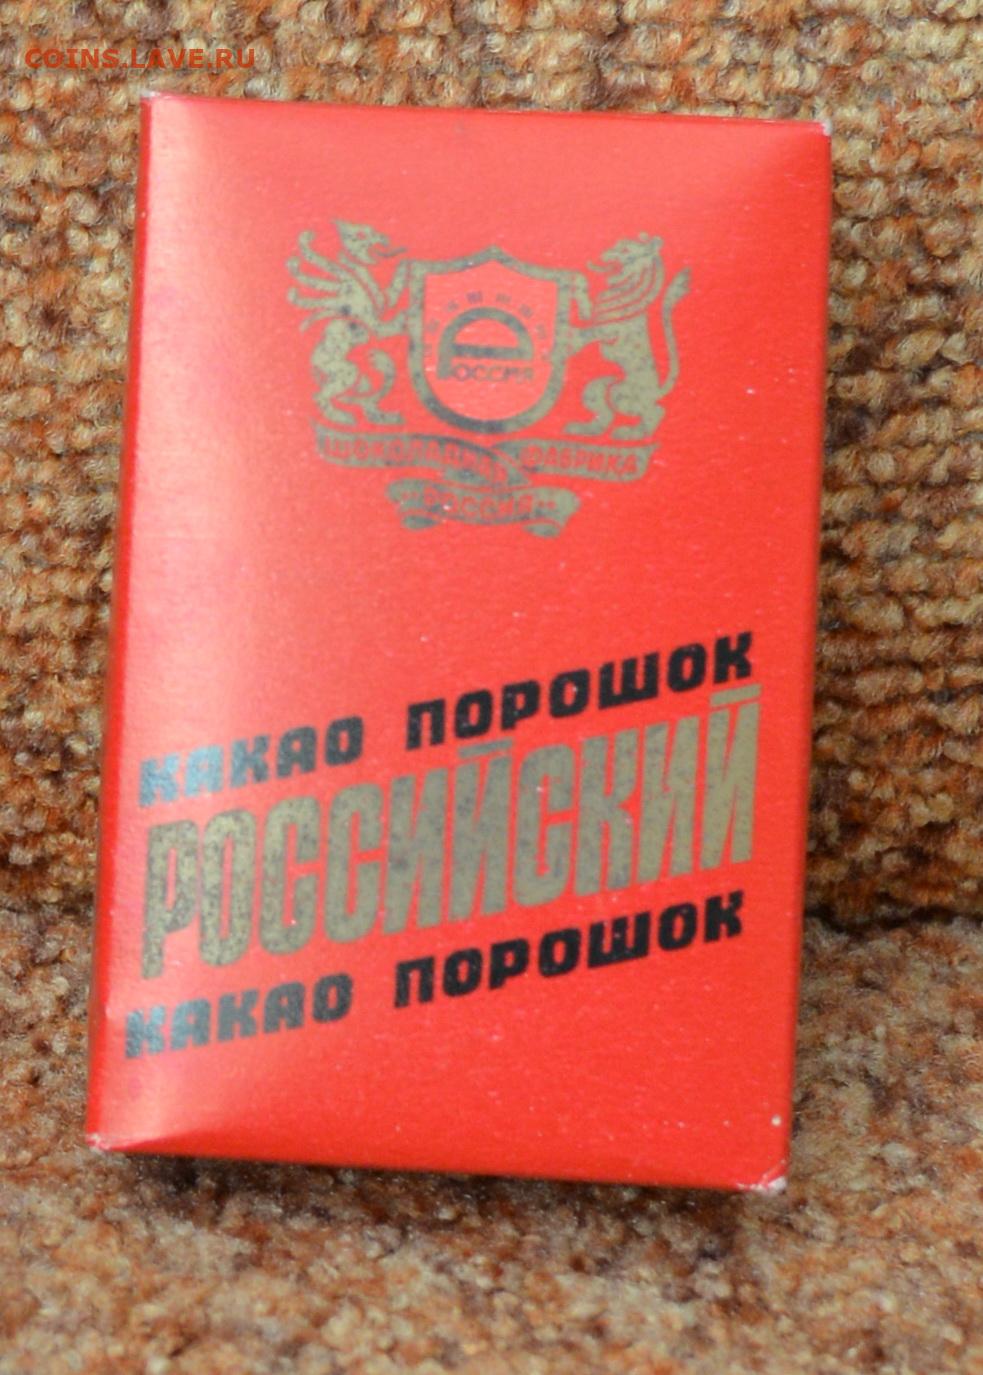 COINS.LAVE.RU
РОССИЯ
ШОКОЛАДНАЯ ФАБРИКА
"РОССИЯ"
КАКАО ПОРОШОК
РОССИЙСКИЙ
КАКАО ПОРОШОК